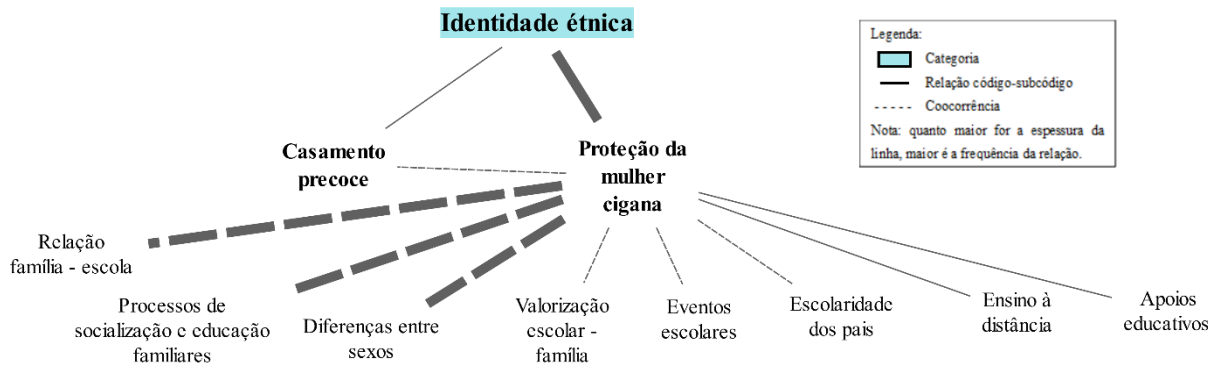 Identidade étnica
Legenda:
Categoria
Relação código-subcódigo
Coocorrência
Nota: quanto maior for a espessura da
linha, maior é a frequência da relação.
Casamento
precoce
Proteção da
mulher
cigana
Relação
família - escola
Processos de
socialização e educação
familiares
Diferenças entre
sexos
Valorização
escolar -
família
Eventos
escolares
Escolaridade
dos pais
Ensino à
distância
Apoios
educativos